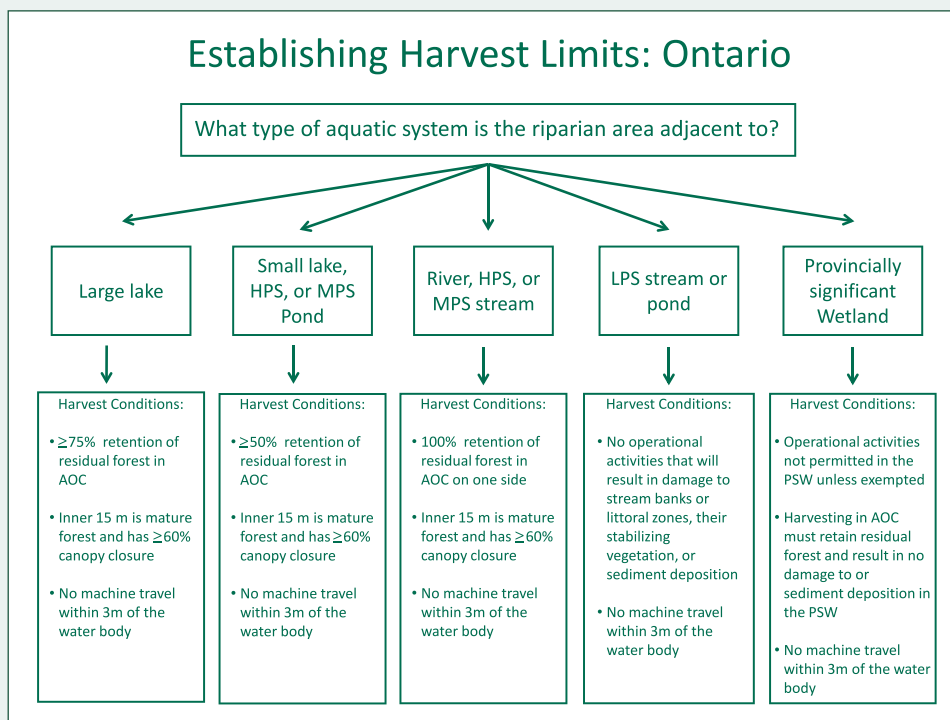 Establishing Harvest Limits: Ontario
What type of aquatic system is the riparian area adjacent to?
Large lake
Small lake,
HPS, or MPS
Pond
River, HPS, or
MPS stream
LPS stream or
pond
Provincially
significant
Wetland
Harvest Conditions:
• ≥75% retention of
residual forest in
AOC
• Inner 15 m is mature
forest and has ≥60%
canopy closure
• No machine travel
within 3m of the
water body
Harvest Conditions:
• ≥50% retention of
residual forest in
AOC
• Inner 15 m is mature
forest and has ≥60%
canopy closure
• No machine travel
within 3m of the
water body
Harvest Conditions:
• 100% retention of
residual forest in
AOC on one side
• Inner 15 m is mature
forest and has ≥60%
canopy closure
• No machine travel
within 3m of the
water body
Harvest Conditions:
• No operational
activities that will
result in damage to
stream banks or
littoral zones, their
stabilizing
vegetation, or
sediment deposition
• No machine travel
within 3m of the
water body
Harvest Conditions:
• Operational activities
not permitted in the
PSW unless exempted
• Harvesting in AOC
must retain residual
forest and result in no
damage to or
sediment deposition in
the PSW
• No machine travel
within 3m of the water
body